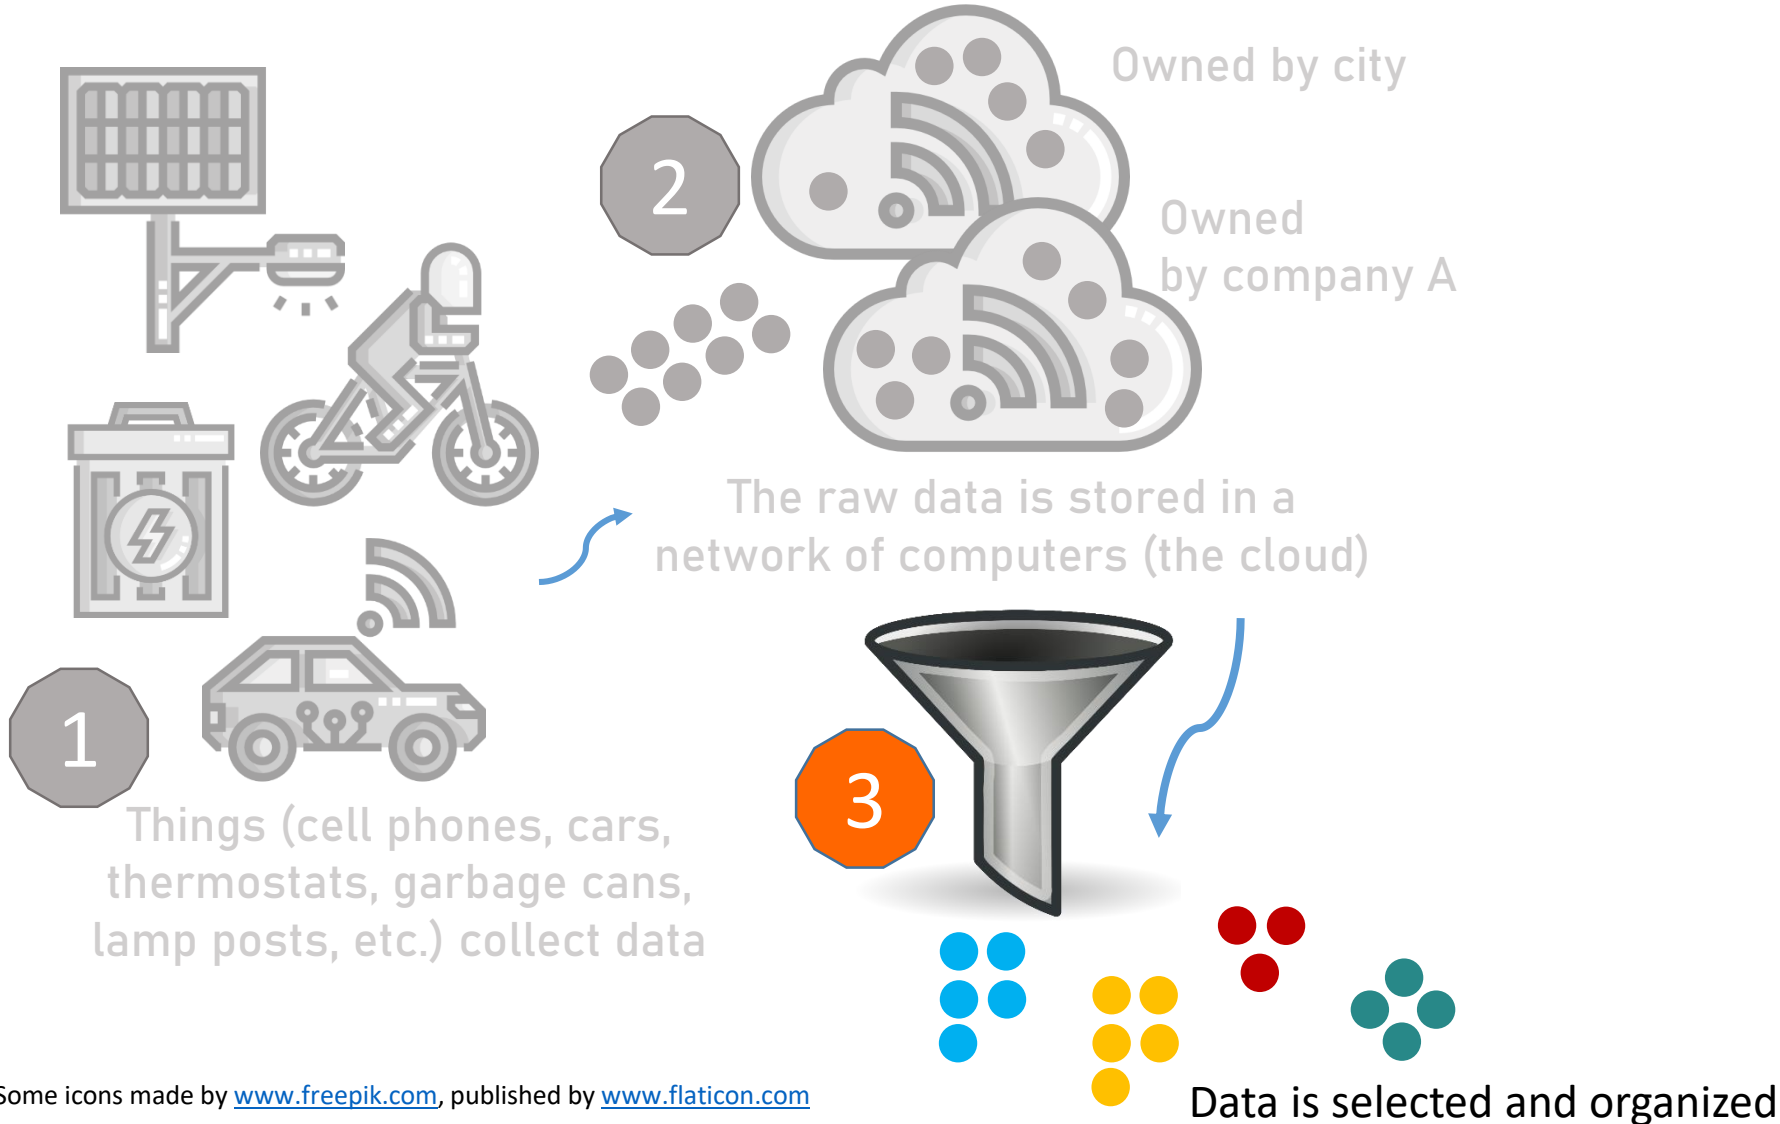 Owned by city
2
Owned
by company A
The raw data is stored in a
network of computers (the cloud)
1
Things (cell phones, cars,
thermostats, garbage cans,
lamp posts, etc.) collect data
3
Some icons made by www.freepik.com, published by www.flaticon.com
Data is selected and organized